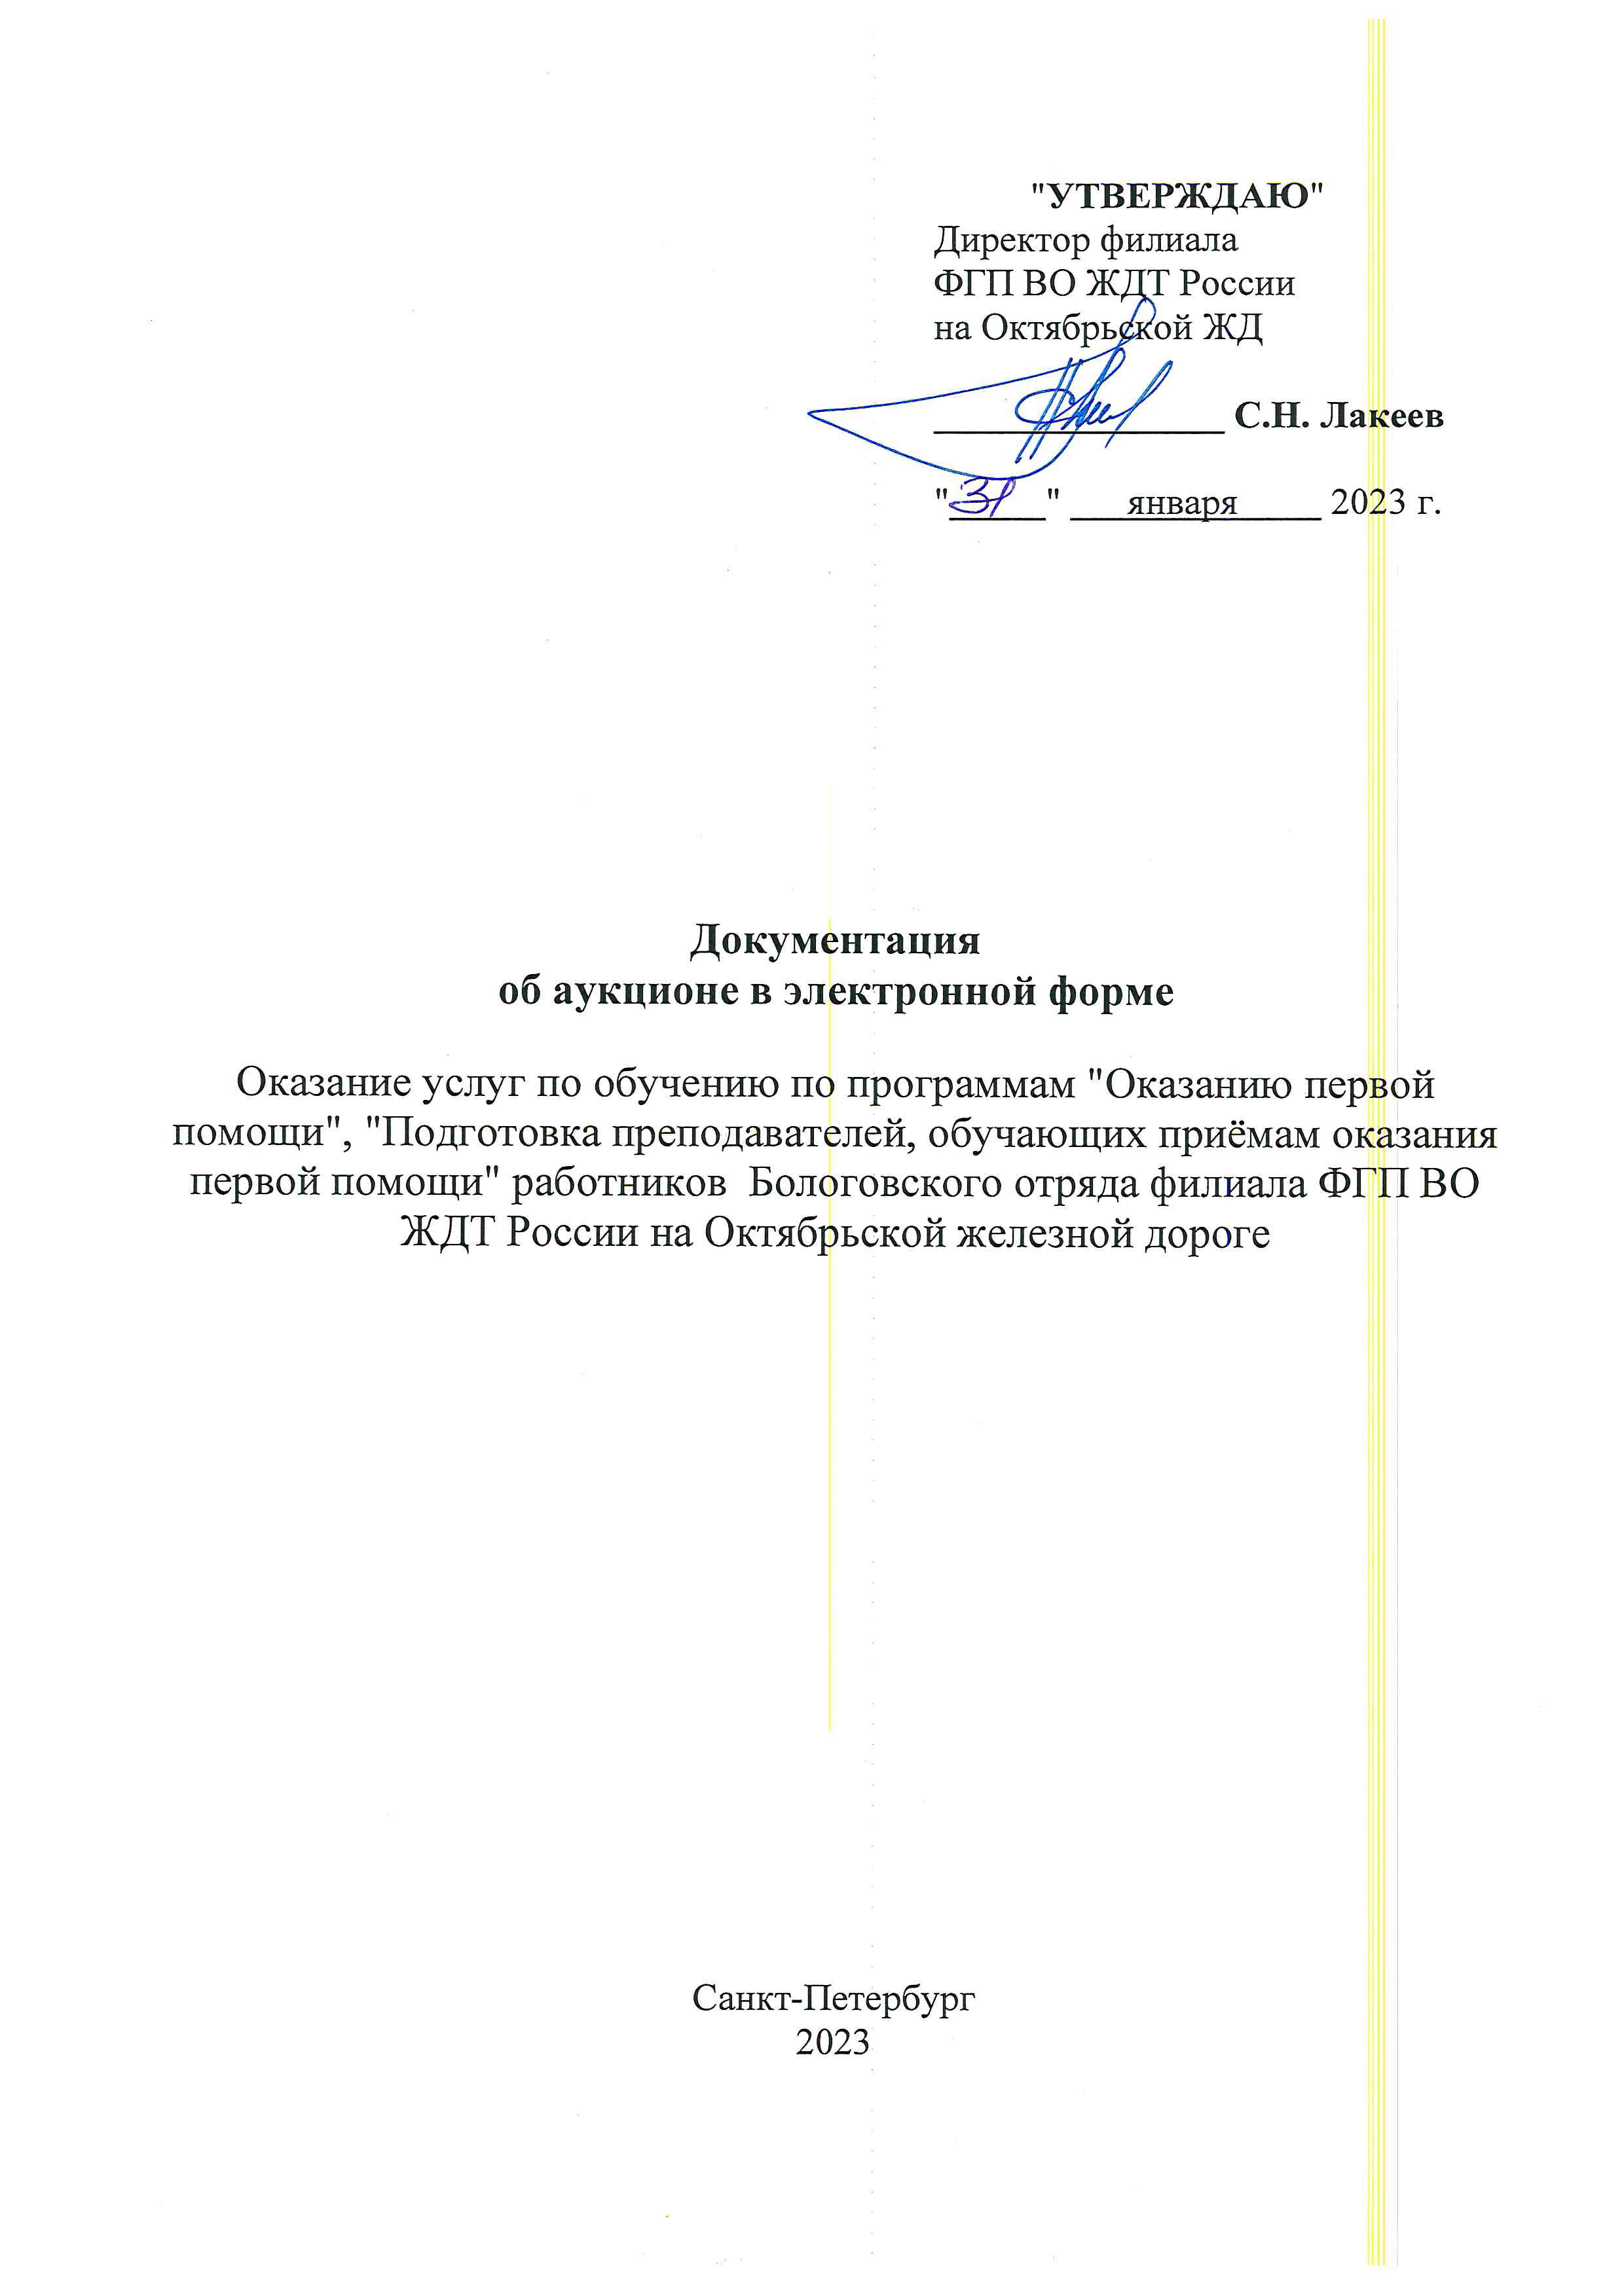 "УТВЕРЖДАЮ"
Директор филиала
ФГП ВО ЖДТ России
на Октябрьской ЖД
С.Н. Лакеев
"31" января 2023 г.
Документация
об аукционе в электронной форме
Оказание услуг по обучению по программам "Оказанию первой
помощи", "Подготовка преподавателей, обучающих приёмам оказания
первой помощи" работников Бологовского отряда филиала ФГП ВО
ЖДТ России на Октябрьской железной дороге
Санкт-Петербург
2023